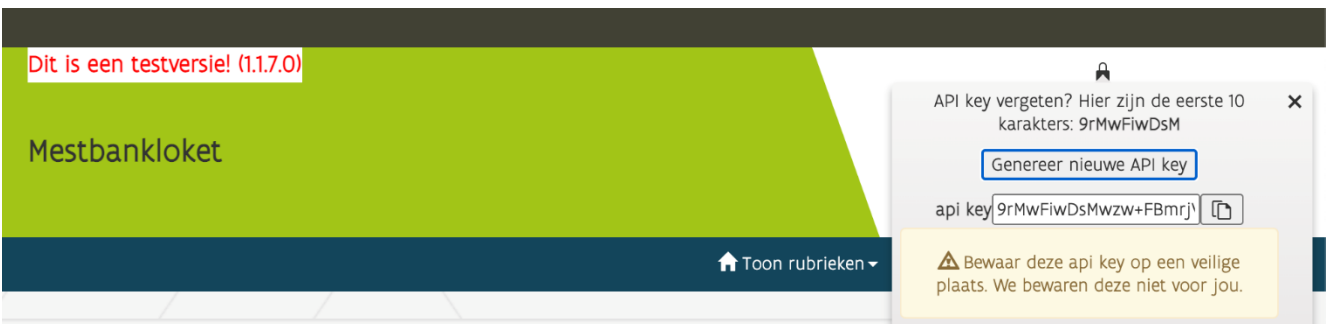 Dit is een testversie! (1.1.7.0)
Mestbankloket
API key vergeten? Hier zijn de eerste 10
karakters: 9rMwFiwDsM
Genereer nieuwe API key
api key 9rMwFiwDsMwzw+FBmrj
Toon rubrieken
Bewaar deze api key op een veilige
plaats. We bewaren deze niet voor jou.